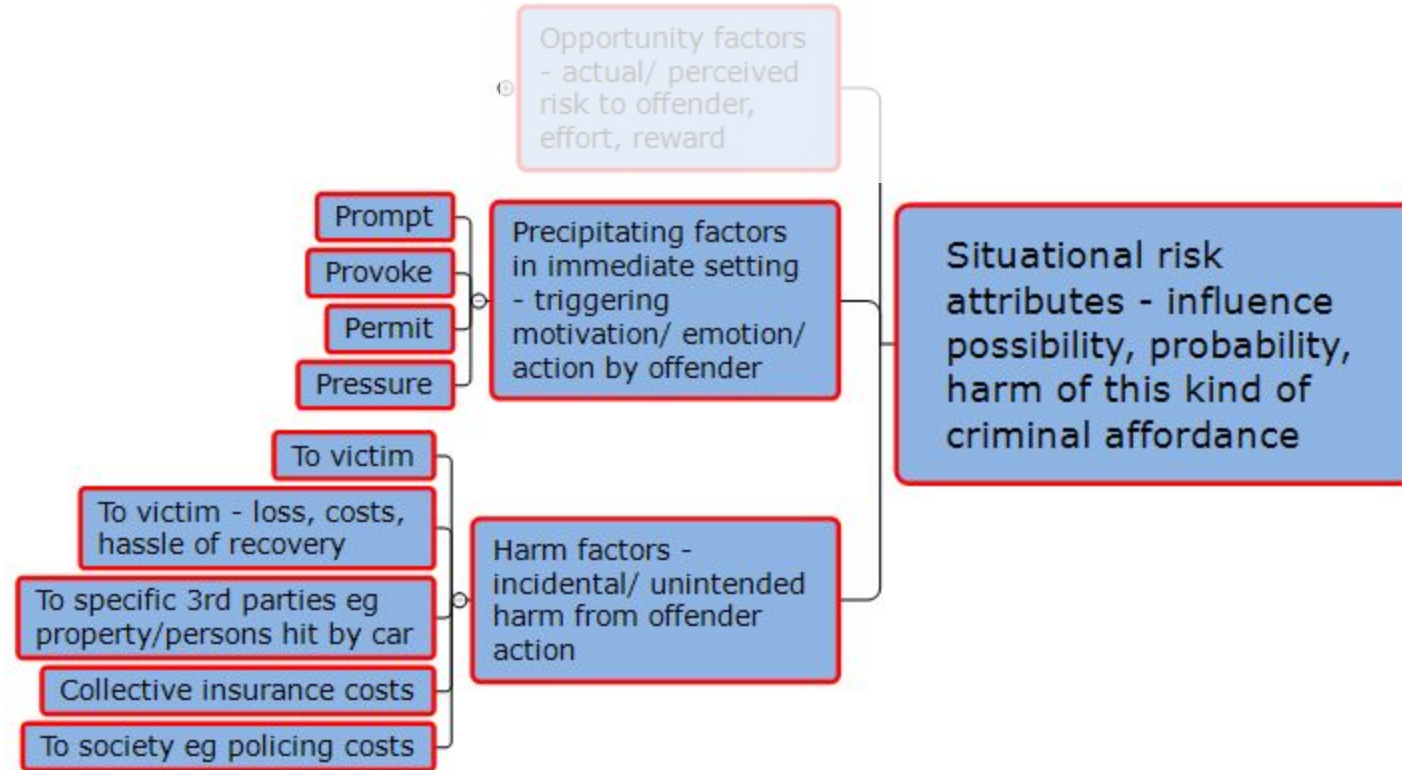 Opportunity factors
- actual/ perceived
risk to offender,
effort, reward
Prompt
Provoke
Permit
Pressure
Precipitating factors
in immediate setting
- triggering
motivation/ emotion/
action by offender
To victim
To victim - loss, costs,
hassle of recovery
To specific 3rd parties eg
property/persons hit by car
Collective insurance costs
To society eg policing costs
Harm factors -
incidental/ unintended
harm from offender
action
Situational risk
attributes - influence
possibility, probability,
harm of this kind of
criminal affordance